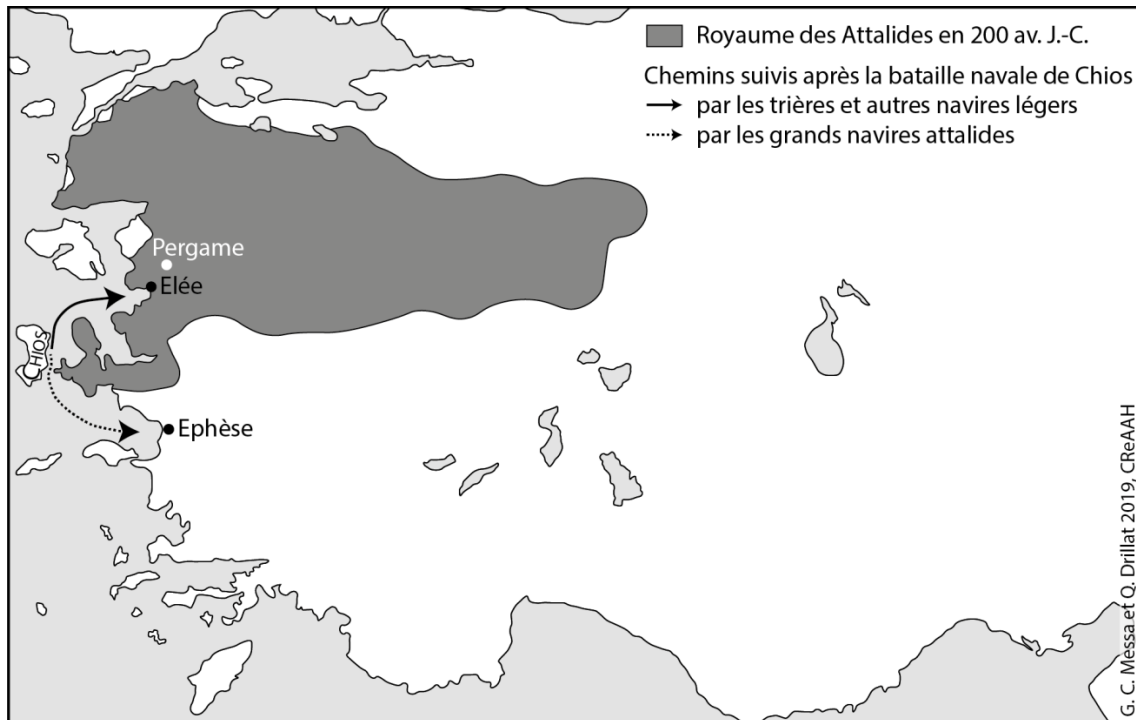 Royaume des Attalides en 200 av. J.-C.
Chemins suivis après la bataille navale de Chios
par les trières et autres navires légers
par les grands navires attalides
Pergame
Elée
CHIOS
Ephèse
G. C. Messa et Q. Drillat 2019, CReAAH